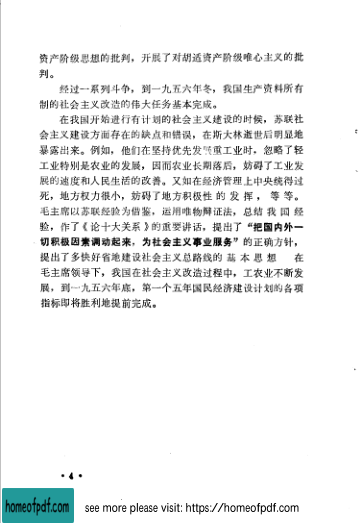 资产阶级思想的批判，开展了对胡适资产阶级唯心主义的批
判。
经过一系列斗争，到一九五六年冬，我国生产资料所有
制的社会主义改造的伟大任务基本完成。
在我国开始进行有计划的社会主义建设的时候，苏联社
会主义建设方面存在的缺点和错误，在斯大林逝世后明显地
暴露出来。例如，他们在坚持优先发展重工业时，忽略了轻
工业特别是农业的发展，因而农业长期落后，妨碍了工业发
展的速度和人民生活的改善。又如在经济管理上中央统得过
死，地方权力很小，妨碍了地方积极性的发挥，等等。
毛主席以苏联经验为借鉴，运用唯物辩证法，总结我国经
验，作了《论十大关系》的重要讲话，提出了“把国内外一
切积极因素调动起来，为社会主义事业服务”的正确方针，
提出了多快好省地建设社会主义总路线的基本思想 在
毛主席领导下，我国在社会主义改造过程中，工农业不断发
展，到一九五六年底，第一个五年国民经济建设计划的各项
指标即将胜利地提前完成。
· 4 ·
homeofpdf.com
see more please visit: https://homeofpdf.com